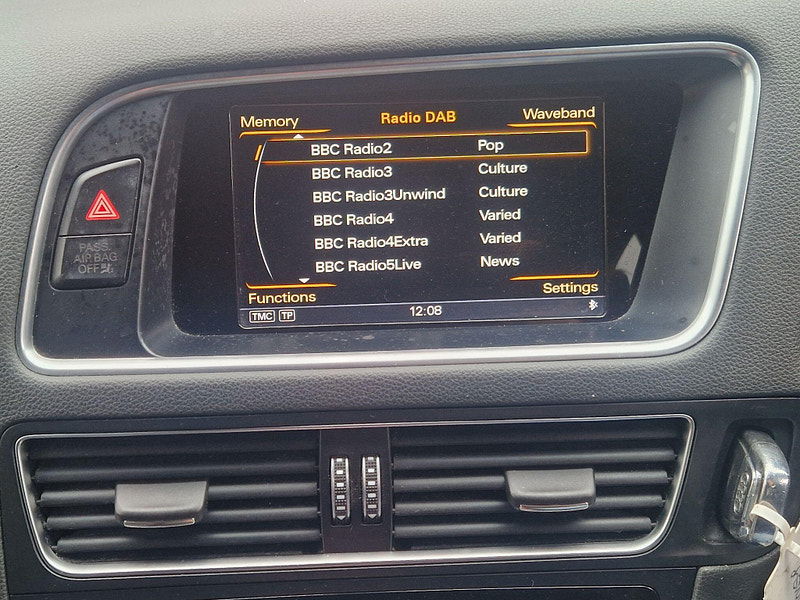 Memory Radio DAB Waveband
BBC Radio2 Pop
BBC Radio3 Culture
BBC Radio3Unwind Culture
BBC Radio4 Varied
BBC Radio4Extra Varied
BBC Radio5Live News
Functions Settings
TMC TP 12:08
PASS.
AIR BAG
OFF